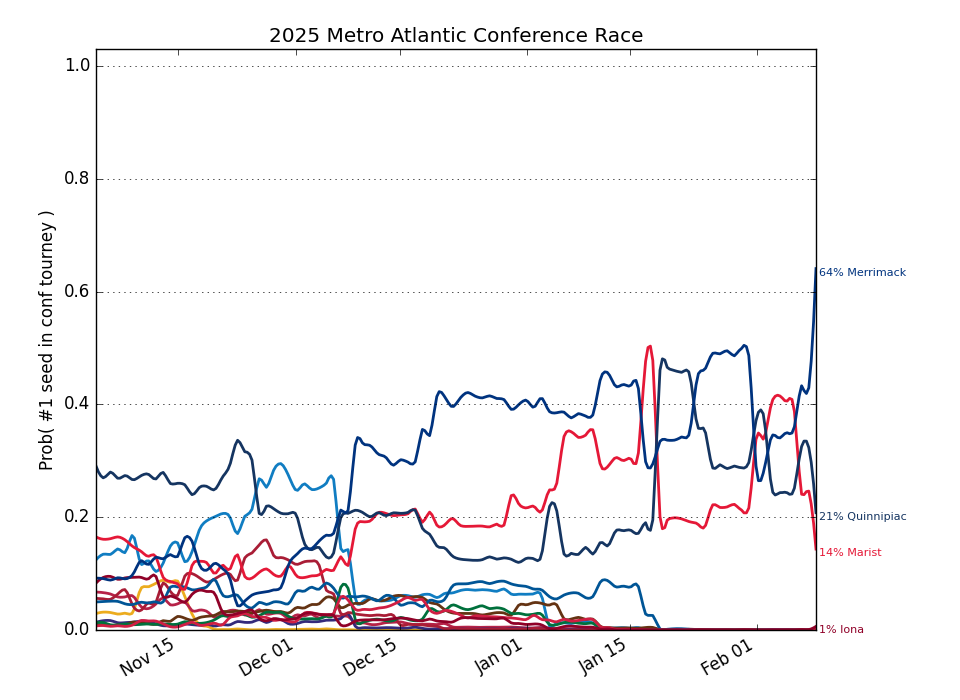 2025 Metro Atlantic Conference Race
Prob( #1 seed in conf tourney )
1.0
0.8
0.6
0.4
0.2
0.0
64% Merrimack
21% Quinnipiac
14% Marist
1% Iona
Nov 15
Dec 01
Dec 15
Jan 01
Jan 15
Feb 01